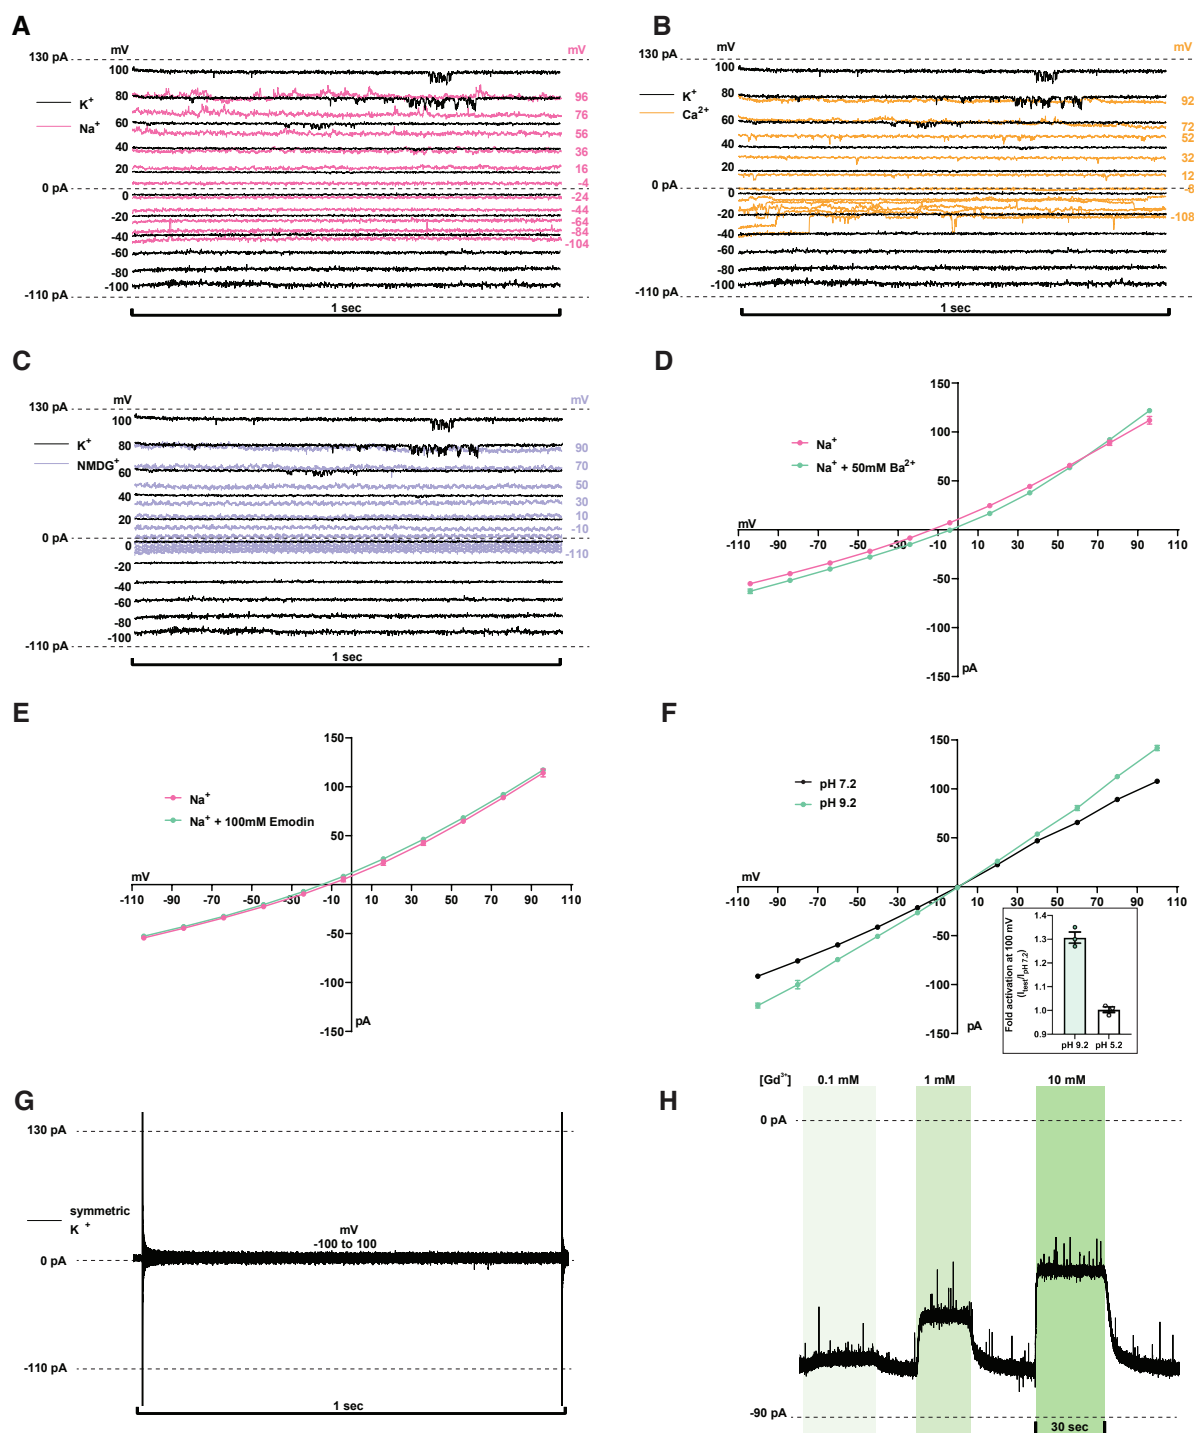 A
130 pA
mV
mV
100
80
60
40
20
0 pA
0
-20
-40
-60
-80
-100
-110 pA
K+
Na+
96
76
56
36
16
-4
-24
-44
-64
-84
-104
1 sec
B
130 pA
mV
mV
100
80
60
40
20
0 pA
0
-20
-40
-60
-80
-100
-110 pA
K+
Ca2+
92
72
52
32
12
-8
-108
1 sec
C
130 pA
mV
mV
100
80
60
40
20
0 pA
0
-20
-40
-60
-80
-100
-110 pA
K+
NMDG+
90
70
50
30
10
-10
-110
1 sec
D
150
100
50
-50
-100
-150
mV
-110 -90 -70 -50 -30 -10 10 30 50 70 90 110
pA
Na+
Na+ + 50mM Ba2+
E
150
100
50
-50
-100
-150
mV
-110 -90 -70 -50 -30 -10 10 30 50 70 90 110
pA
Na+
Na+ + 100mM Emodin
F
150
100
50
-50
-100
-150
mV
-110 -90 -70 -50 -30 -10 10 30 50 70 90 110
pA
pH 7.2
pH 9.2
Fold activation at 100 mV
(Itest/IpH 7.2)
1.4
1.3
1.2
1.1
1.0
0.9
pH 9.2 pH 5.2
G
130 pA
symmetric
K +
mV
-100 to 100
0 pA
-110 pA
1 sec
H
[Gd3+]
0.1 mM
1 mM
10 mM
0 pA
-90 pA
30 sec